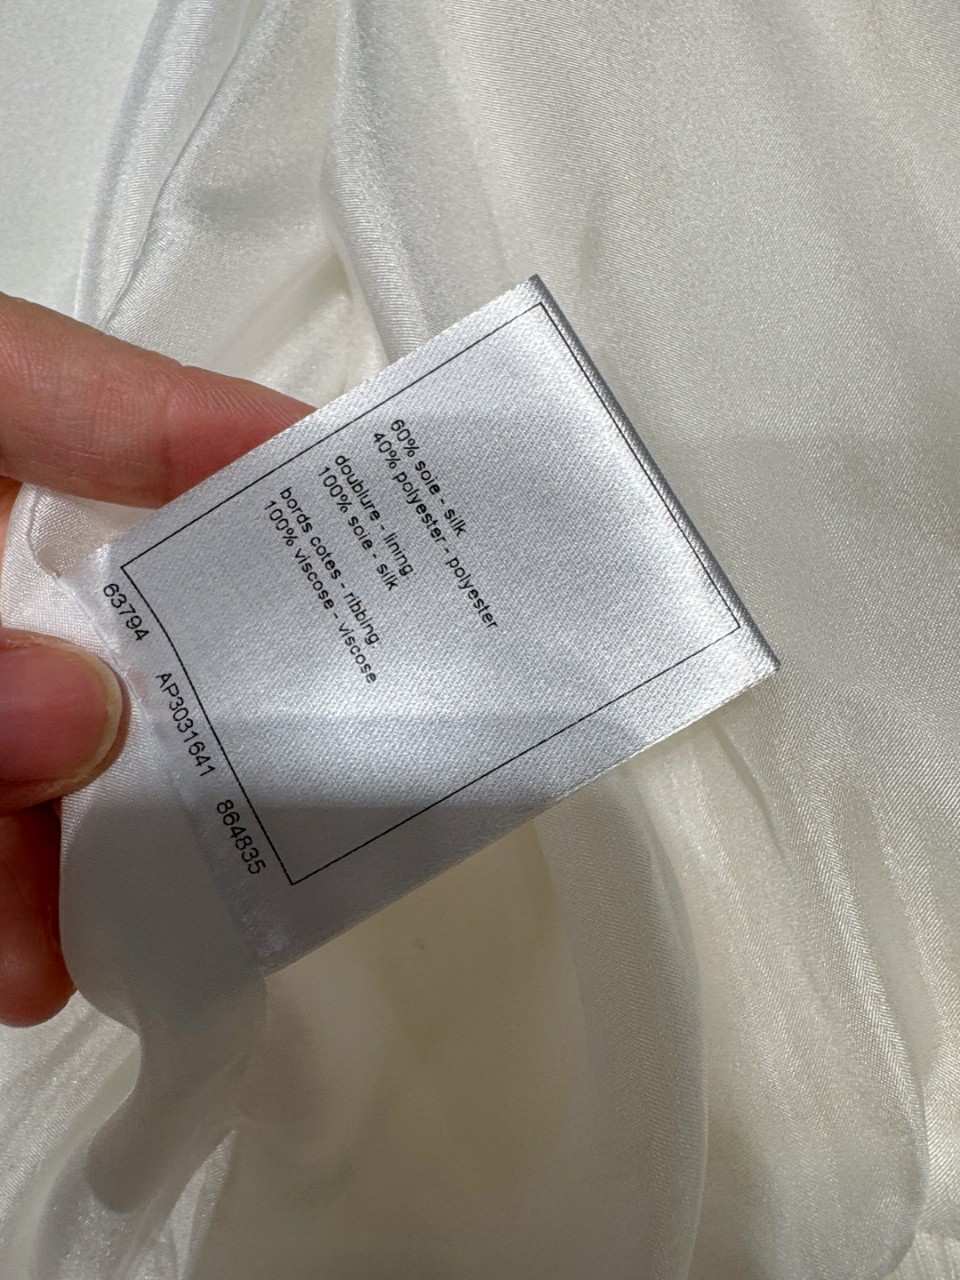 60% soie - silk
40% polyester - polyester
doublure - lining
100% soie - silk
bords cotes - ribbing
100% viscose - viscose
63794 AP3031641 864835